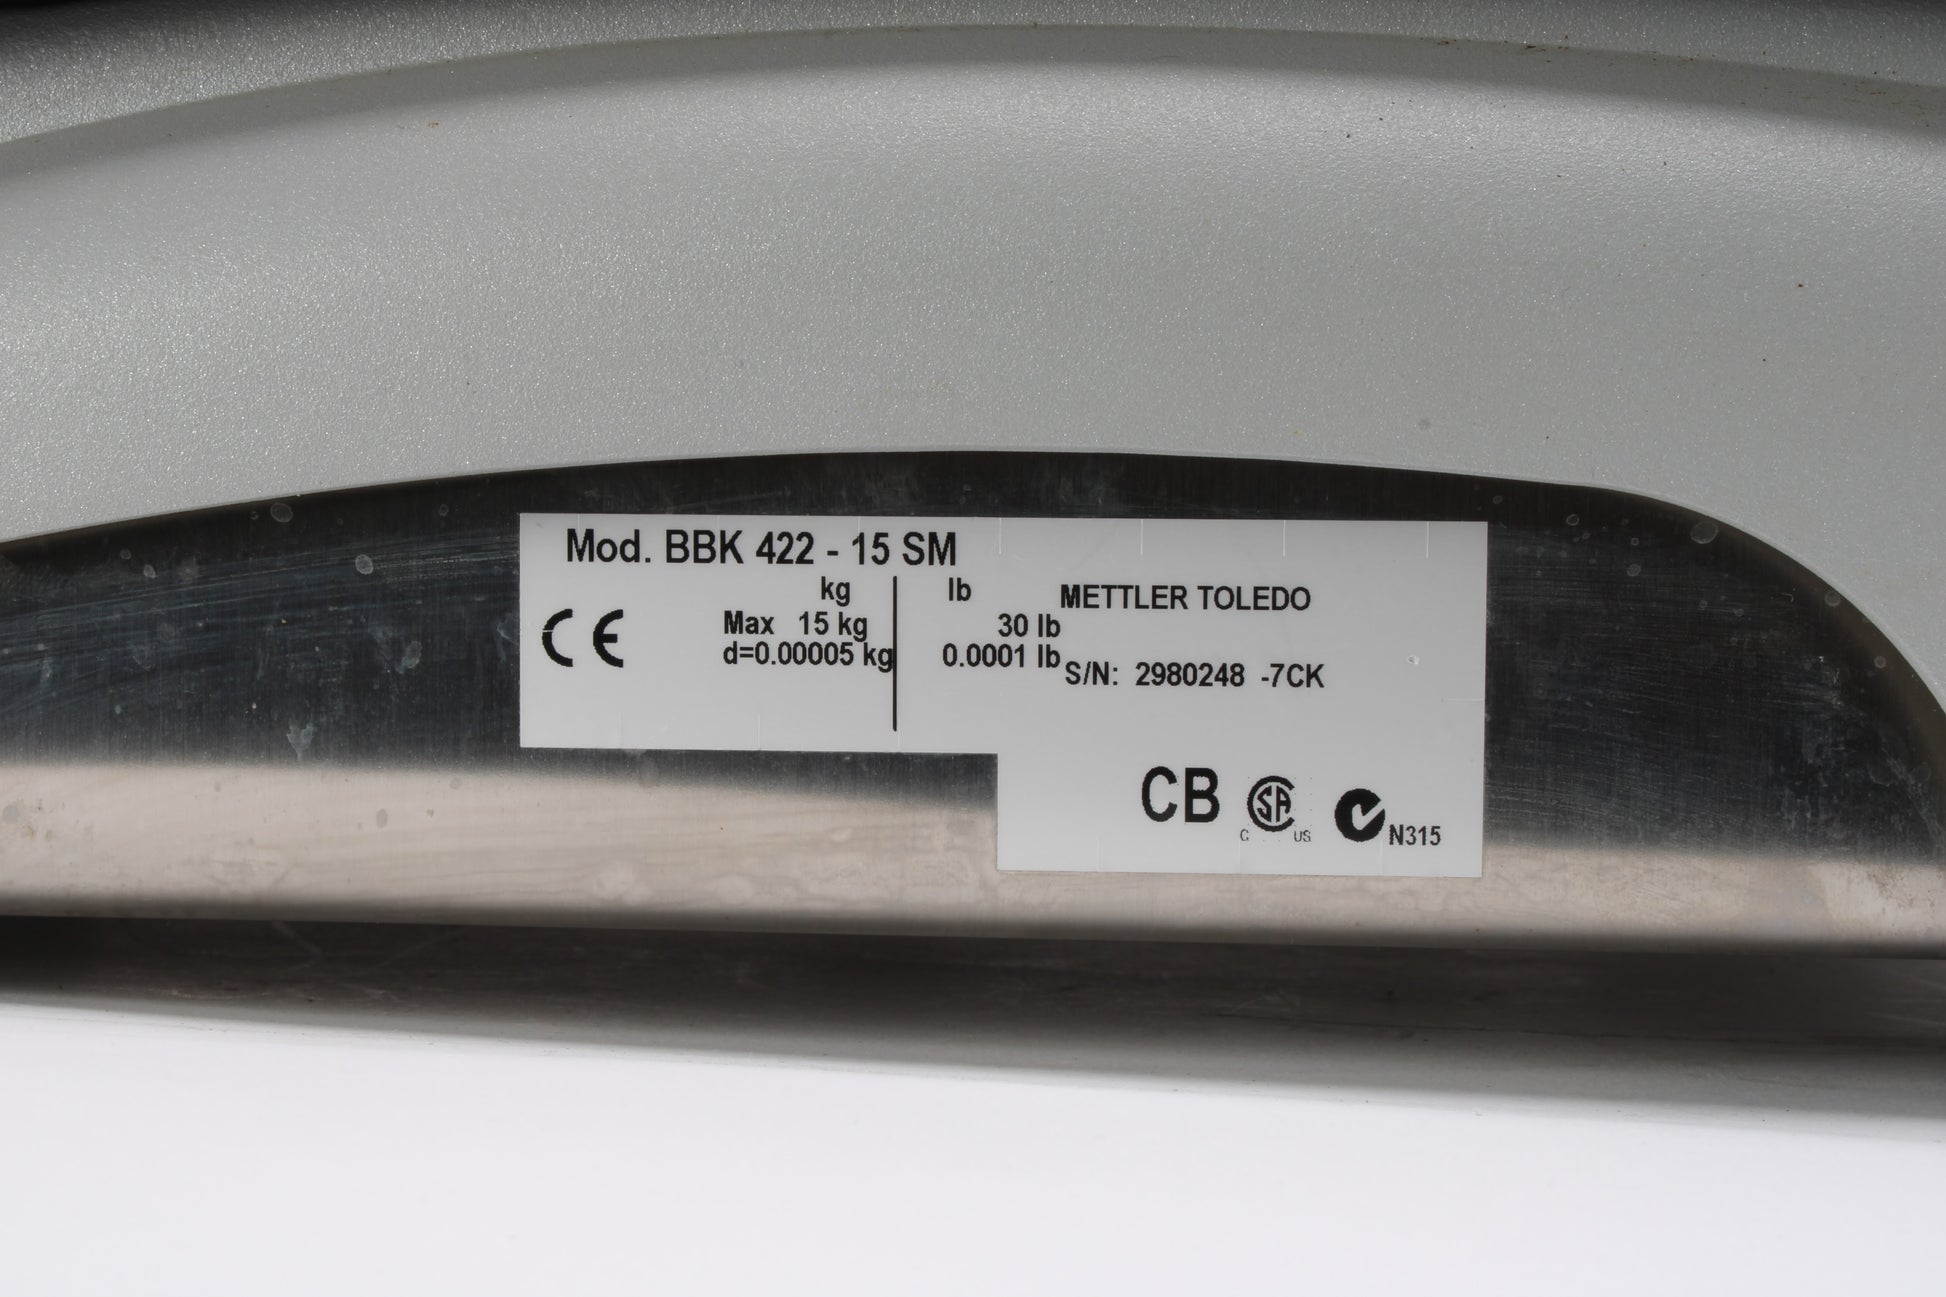 Mod. BBK 422 - 15 SM
kg lb
Max 15 kg 30 lb
d=0.00005 kg 0.0001 lb
METTLER TOLEDO
S/N: 2980248 -7CK
CE
CB
SA
C US
N315